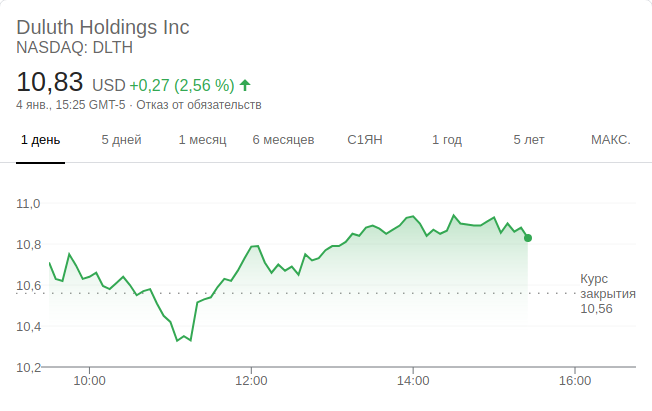 Duluth Holdings Inc
NASDAQ: DLTH
10,83 USD +0,27 (2,56 %)
4 янв., 15:25 GMT-5 · Отказ от обязательств
1 день 5 дней 1 месяц 6 месяцев С1ЯН 1 год 5 лет МАКС.
11,0
10,8
10,6
10,4
10,2
Курс
закрытия
10,56
10:00 12:00 14:00 16:00